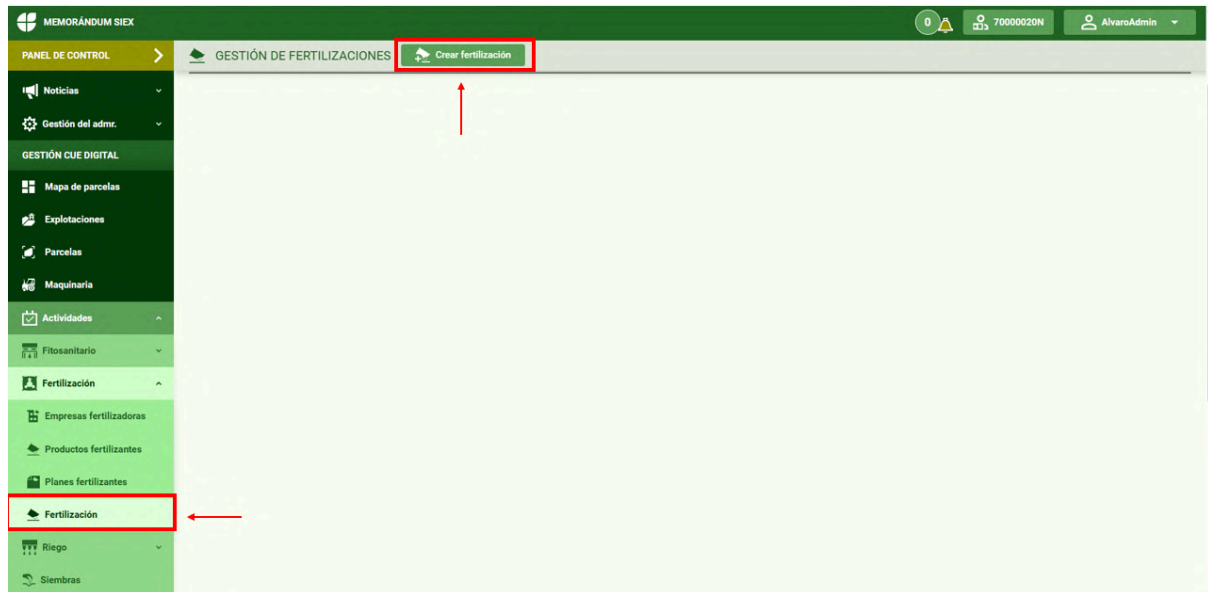 MEMORÁNDUM SIEX
0
70000020N
AlvaroAdmin
PANEL DE CONTROL
GESTIÓN DE FERTILIZACIONES
Crear fertilización
Noticias
Gestión del admr.
GESTIÓN CUE DIGITAL
Mapa de parcelas
Explotaciones
Parcelas
Maquinaria
Actividades
Fitosanitario
Fertilización
Empresas fertilizadoras
Productos fertilizantes
Planes fertilizantes
Fertilización
Riego
Siembras